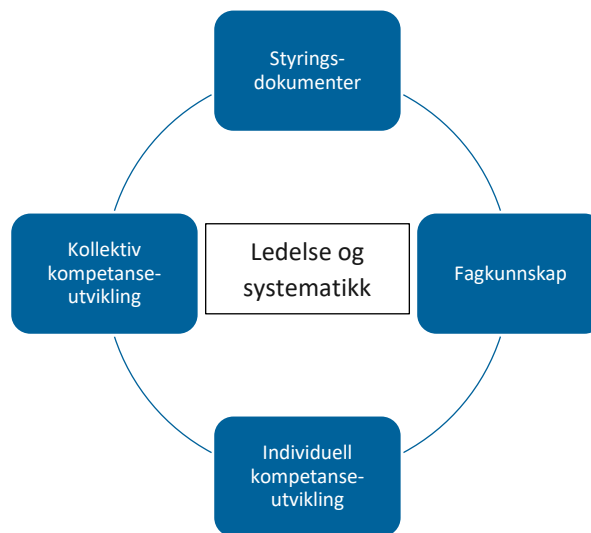 Styrings-
dokumenter
Kollektiv
kompetanse-
utvikling
Ledelse og
systematikk
Fagkunnskap
Individuell
kompetanse-
utvikling